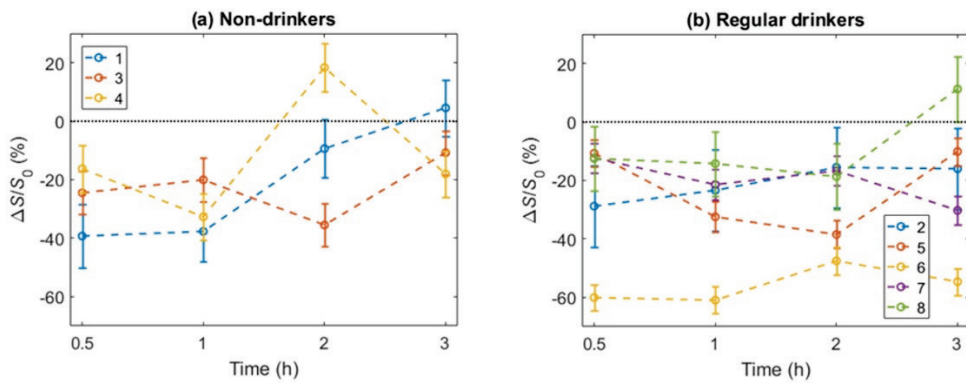 (a) Non-drinkers
ΔS/S0 (%)
20
0
-20
-40
-60
1
3
4
0.5 1 2 3
Time (h)
(b) Regular drinkers
ΔS/S0 (%)
20
0
-20
-40
-60
2
5
6
7
8
0.5 1 2 3
Time (h)